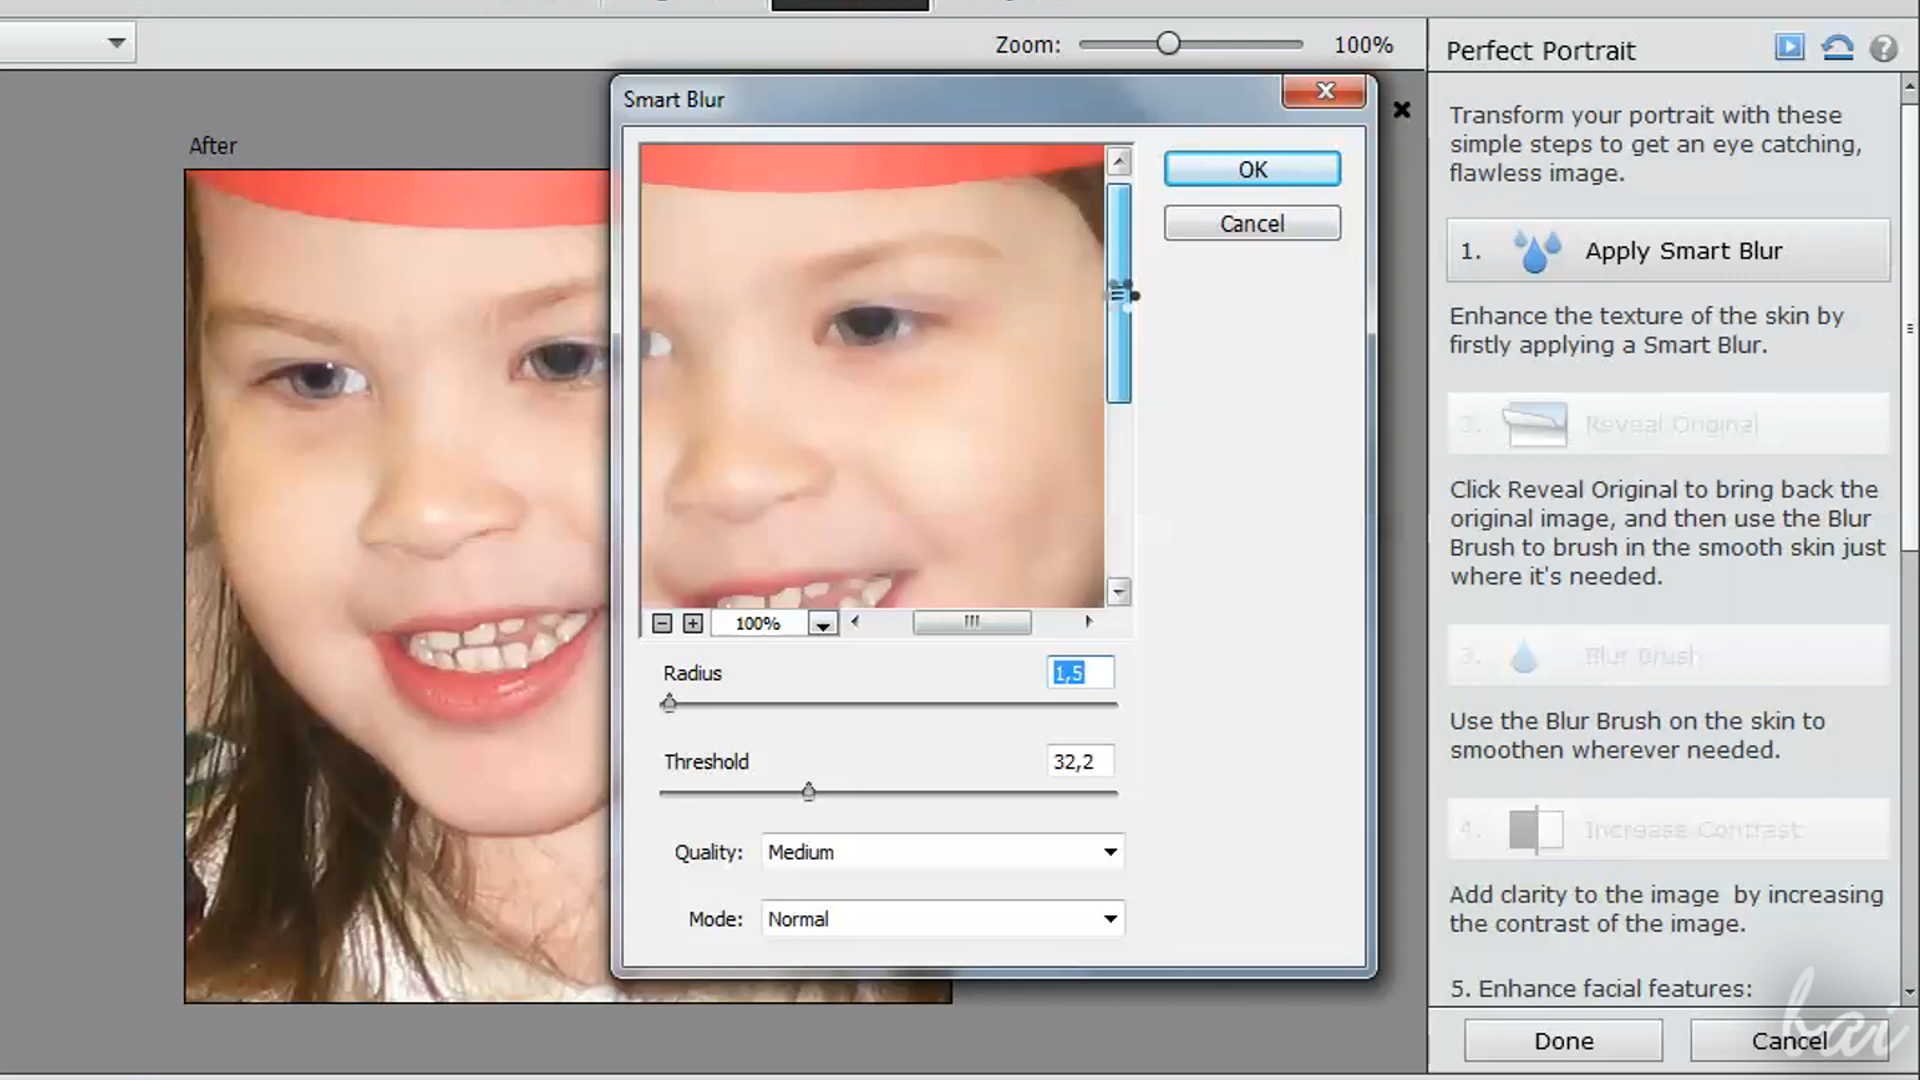 Zoom: 100%
Perfect Portrait
Smart Blur
After
OK
Cancel
100%
Radius
1,5
Threshold
32,2
Quality: Medium
Mode: Normal
Transform your portrait with these
simple steps to get an eye catching,
flawless image.
1. Apply Smart Blur
Enhance the texture of the skin by
firstly applying a Smart Blur.
Reveal Original
Click Reveal Original to bring back the
original image, and then use the Blur
Brush to brush in the smooth skin just
where it's needed.
3. Blur Brush
Use the Blur Brush on the skin to
smoothen wherever needed.
4. Increase Contrast
Add clarity to the image by increasing
the contrast of the image.
5. Enhance facial features:
Done
Cancel
hai